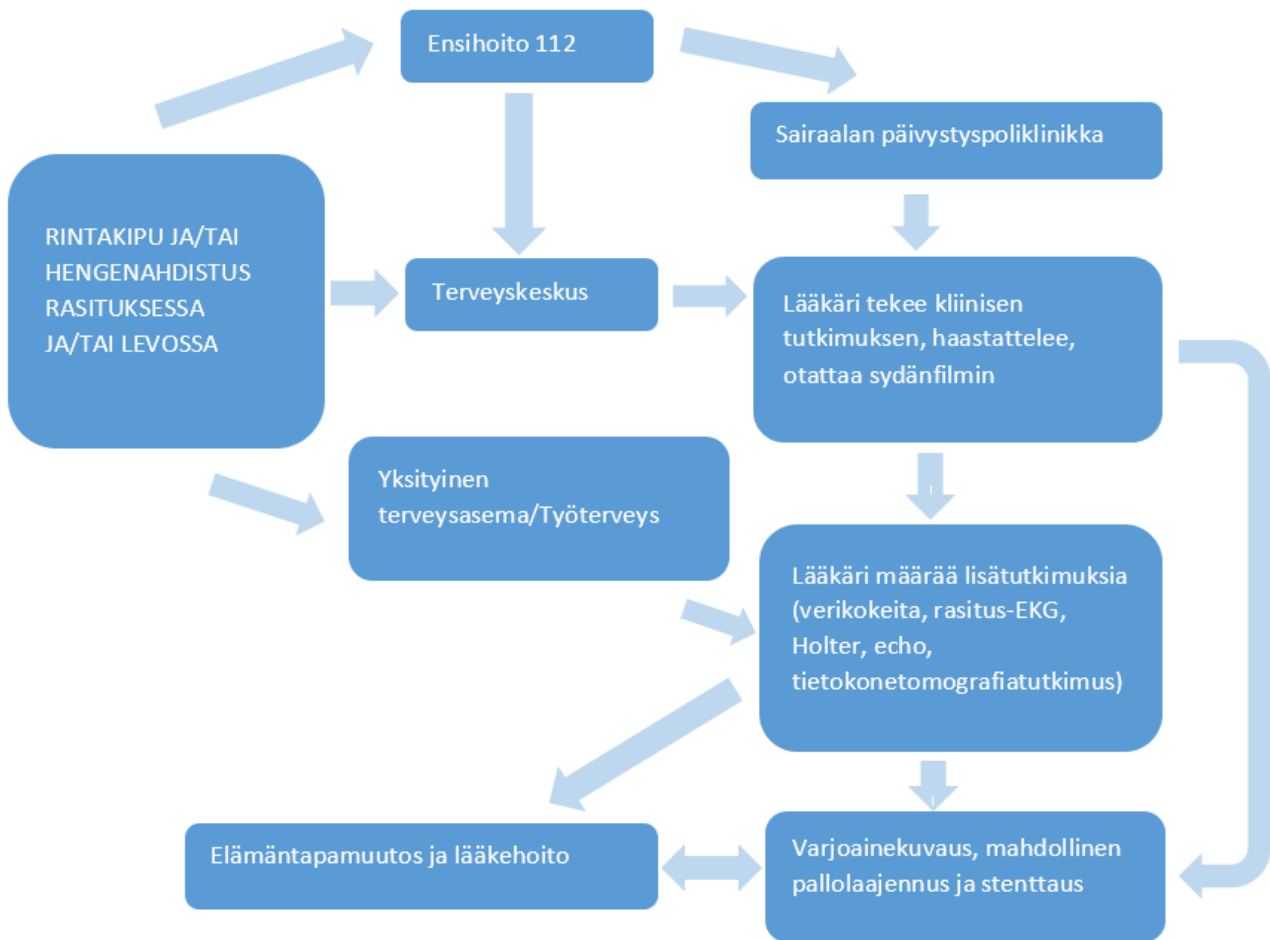 Ensihoito 112
Sairaalan päivystyspoliklinikka
RINTAKIPU JA/TAI
HENGENAHDISTUS
RASITUKSESSA
JA/TAI LEVOSSA
Terveyskeskus
Lääkäri tekee kliinisen
tutkimuksen, haastattelee,
otattaa sydänfilmin
Yksityinen
terveysasema/Työterveys
Lääkäri määrää lisätutkimuksia
(verikokeita, rasitus-EKG,
Holter, echo,
tietokonetomografiatutkimus)
Elämäntapamuutos ja lääkehoito
Varjoainekuvaus, mahdollinen
pallolaajennus ja stenttaus